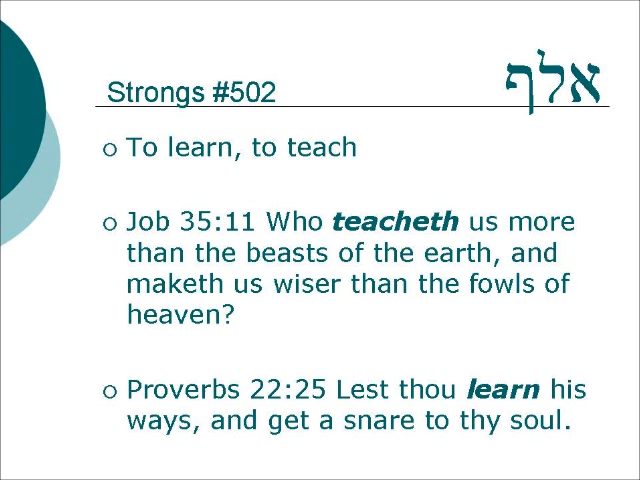 Strongs #502 אלף
○ To learn, to teach
○ Job 35:11 Who teacheth us more
than the beasts of the earth, and
maketh us wiser than the fowls of
heaven?
○ Proverbs 22:25 Lest thou learn his
ways, and get a snare to thy soul.